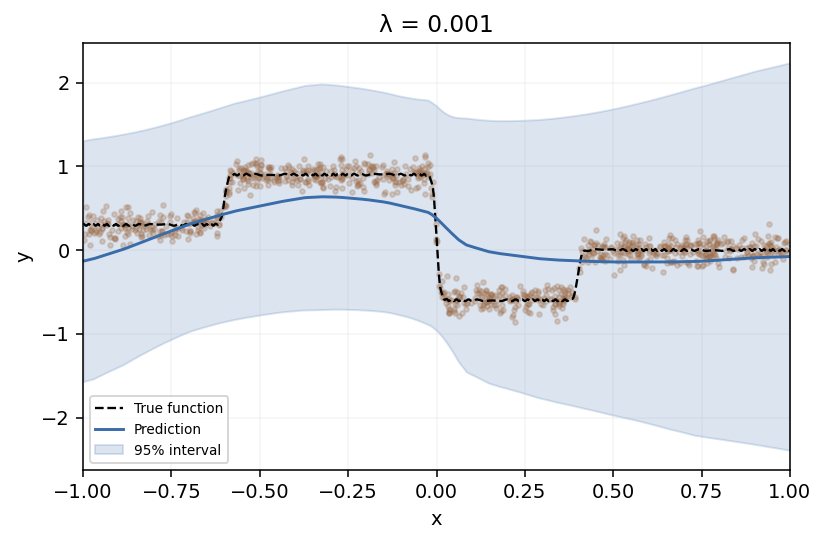 λ = 0.001
y
2
1
0
−1
−2
True function
Prediction
95% interval
−1.00 −0.75 −0.50 −0.25 0.00 0.25 0.50 0.75 1.00
x